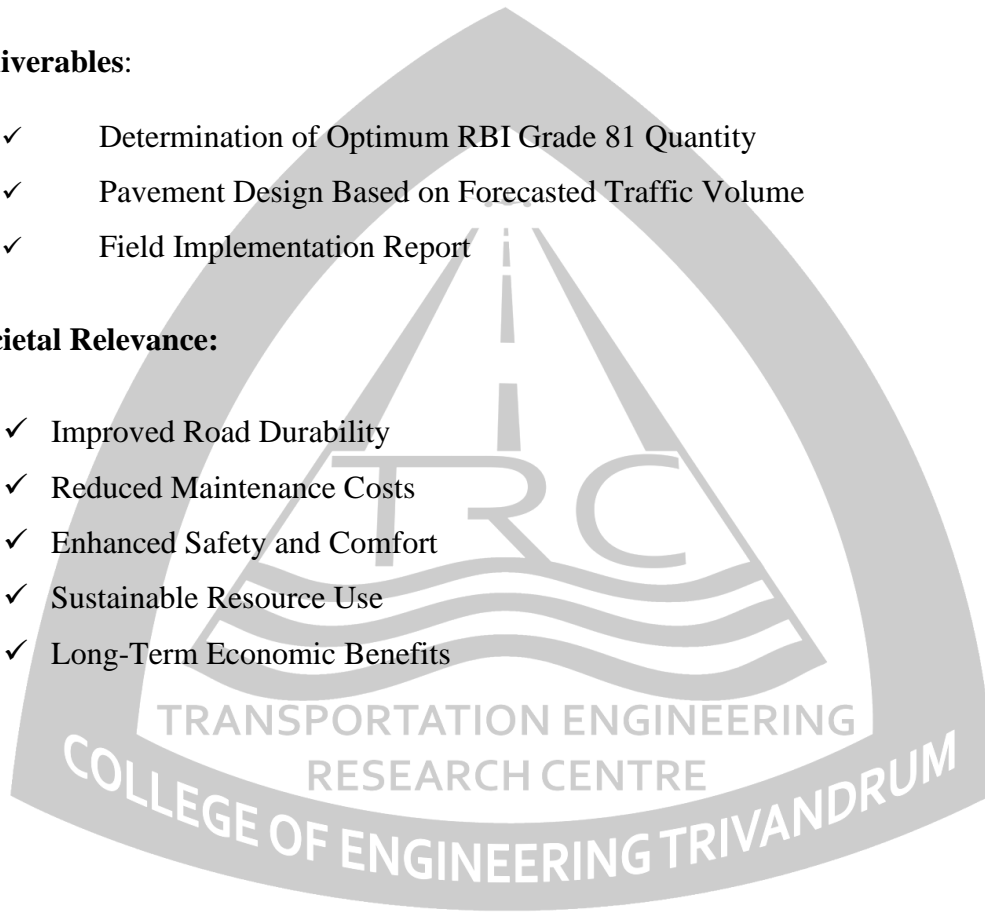 iverables:
✓ Determination of Optimum RBI Grade 81 Quantity
✓ Pavement Design Based on Forecasted Traffic Volume
✓ Field Implementation Report
cietal Relevance:
✓ Improved Road Durability
✓ Reduced Maintenance Costs
✓ Enhanced Safety and Comfort
✓ Sustainable Resource Use
✓ Long-Term Economic Benefits
TRC
TRANSPORTATION ENGINEERING
RESEARCH CENTRE
COLLEGE OF ENGINEERING TRIVANDRUM